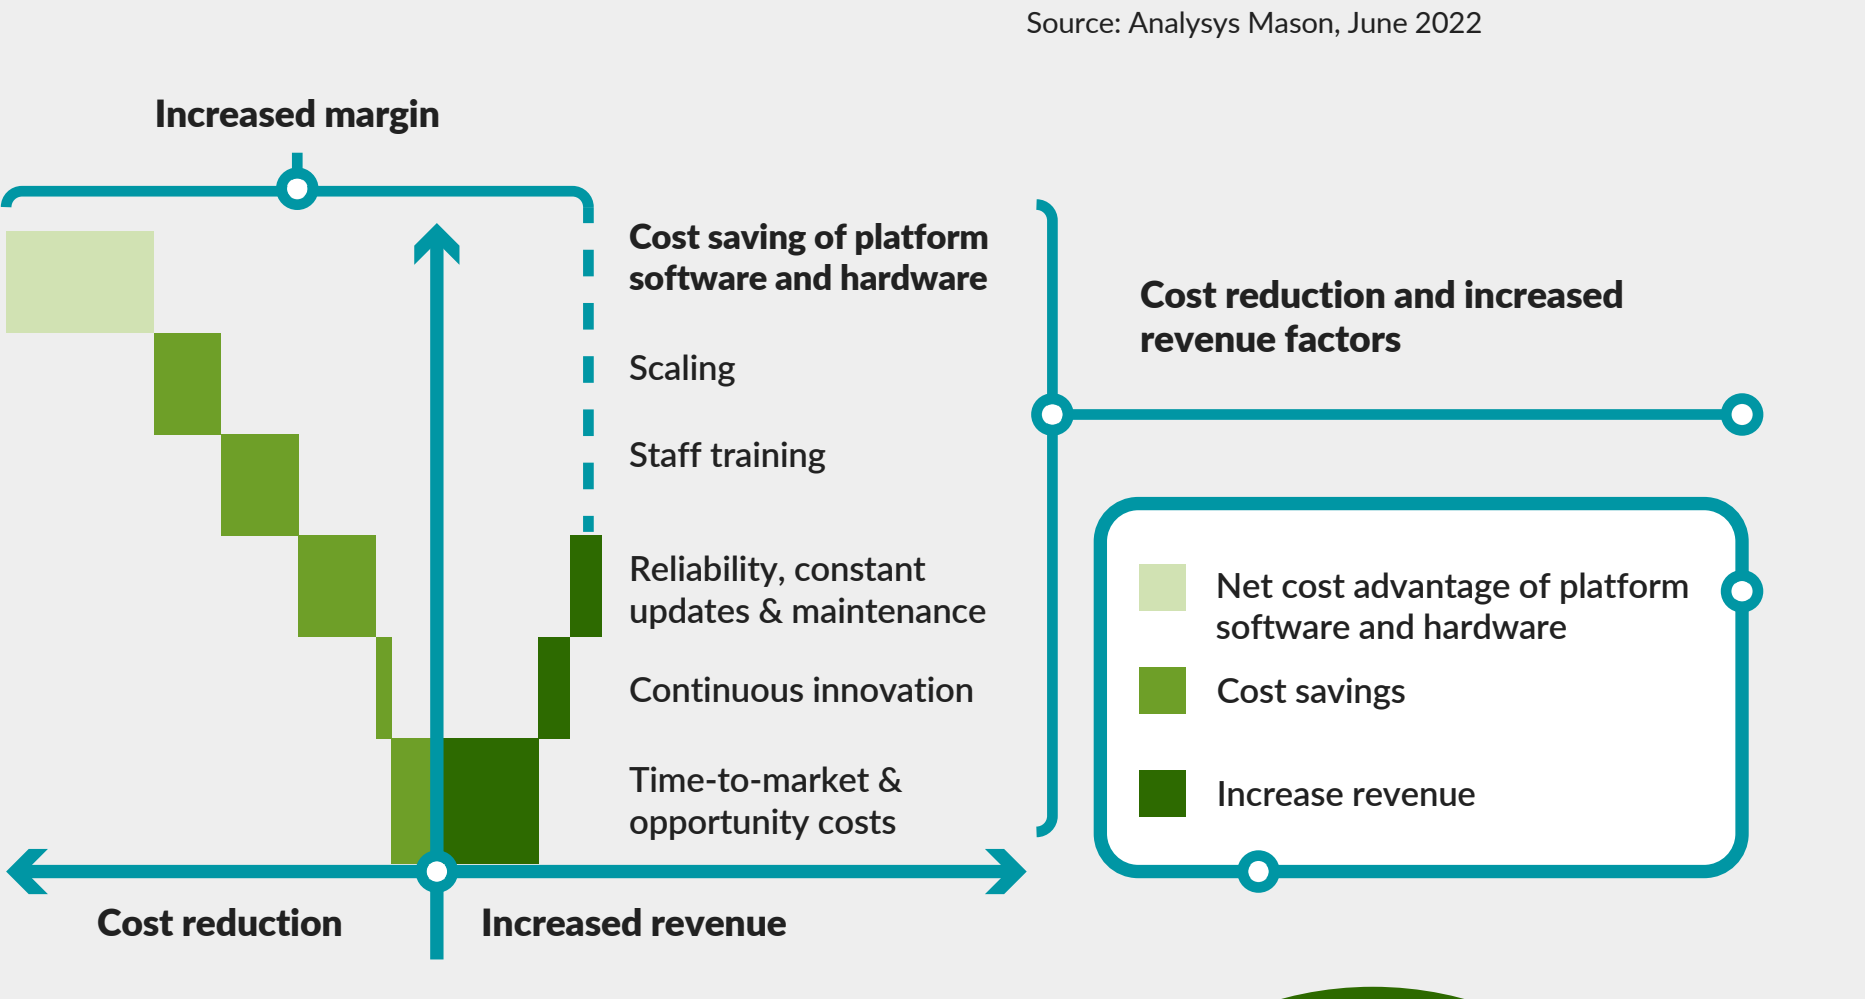 Source: Analysys Mason, June 2022
Increased margin
Cost saving of platform
software and hardware
Scaling
Staff training
Reliability, constant
updates & maintenance
Continuous innovation
Time-to-market &
opportunity costs
Cost reduction
Increased revenue
Cost reduction and increased
revenue factors
Net cost advantage of platform
software and hardware
Cost savings
Increase revenue